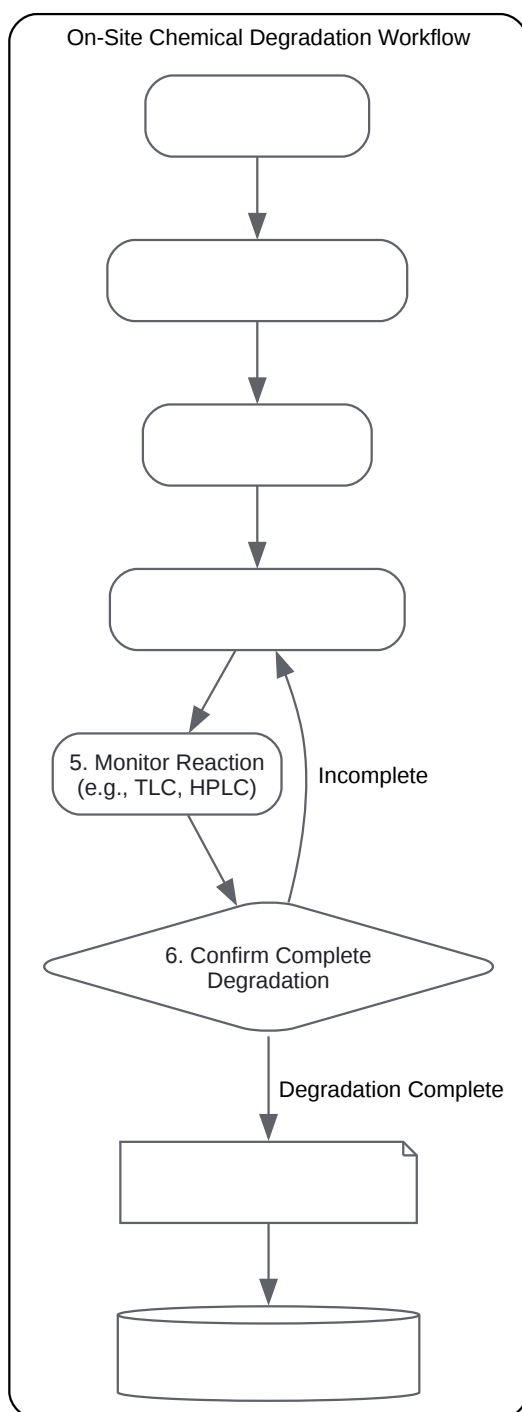 On-Site Chemical Degradation Workflow
5. Monitor Reaction
(e.g., TLC, HPLC)
Incomplete
6. Confirm Complete
Degradation
Degradation Complete